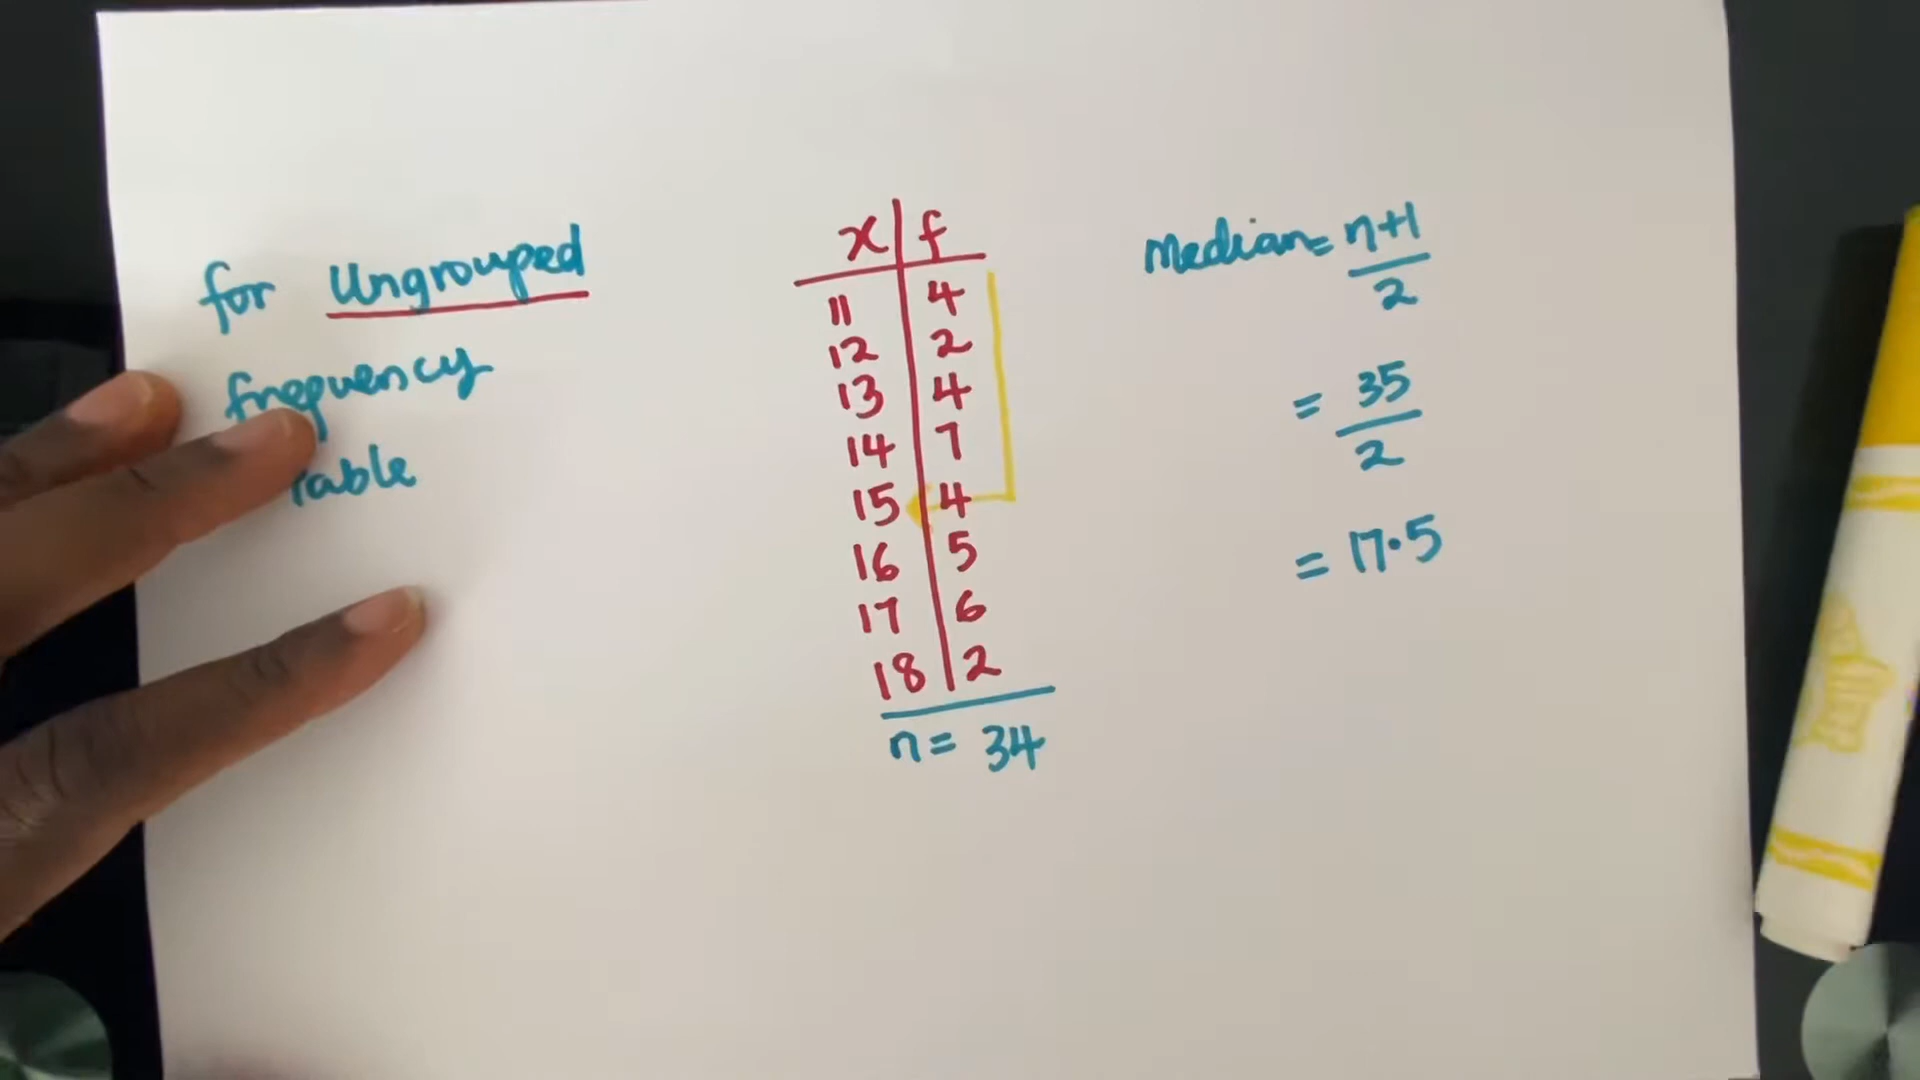 for Ungrouped
frequency
Table
x f
11 4
12 2
13 4
14 7
15 4
16 5
17 6
18 2
n = 34
Median = n+1
2
= 35
2
= 17.5